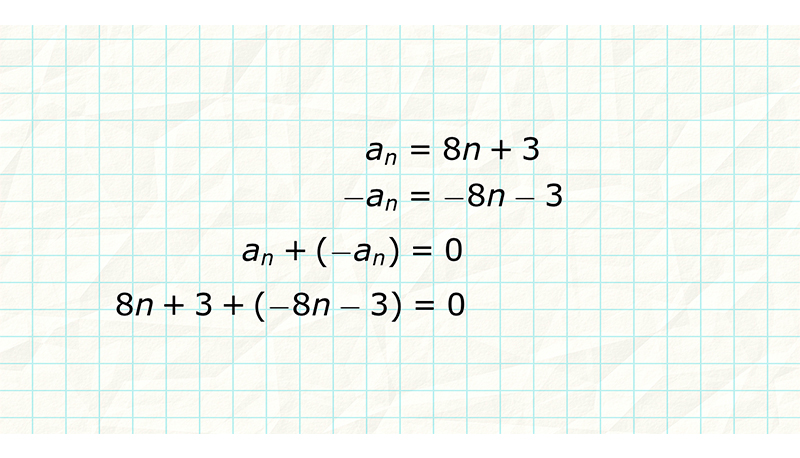 aₙ = 8n + 3
−aₙ = −8n − 3
aₙ + (−aₙ) = 0
8n + 3 + (−8n − 3) = 0